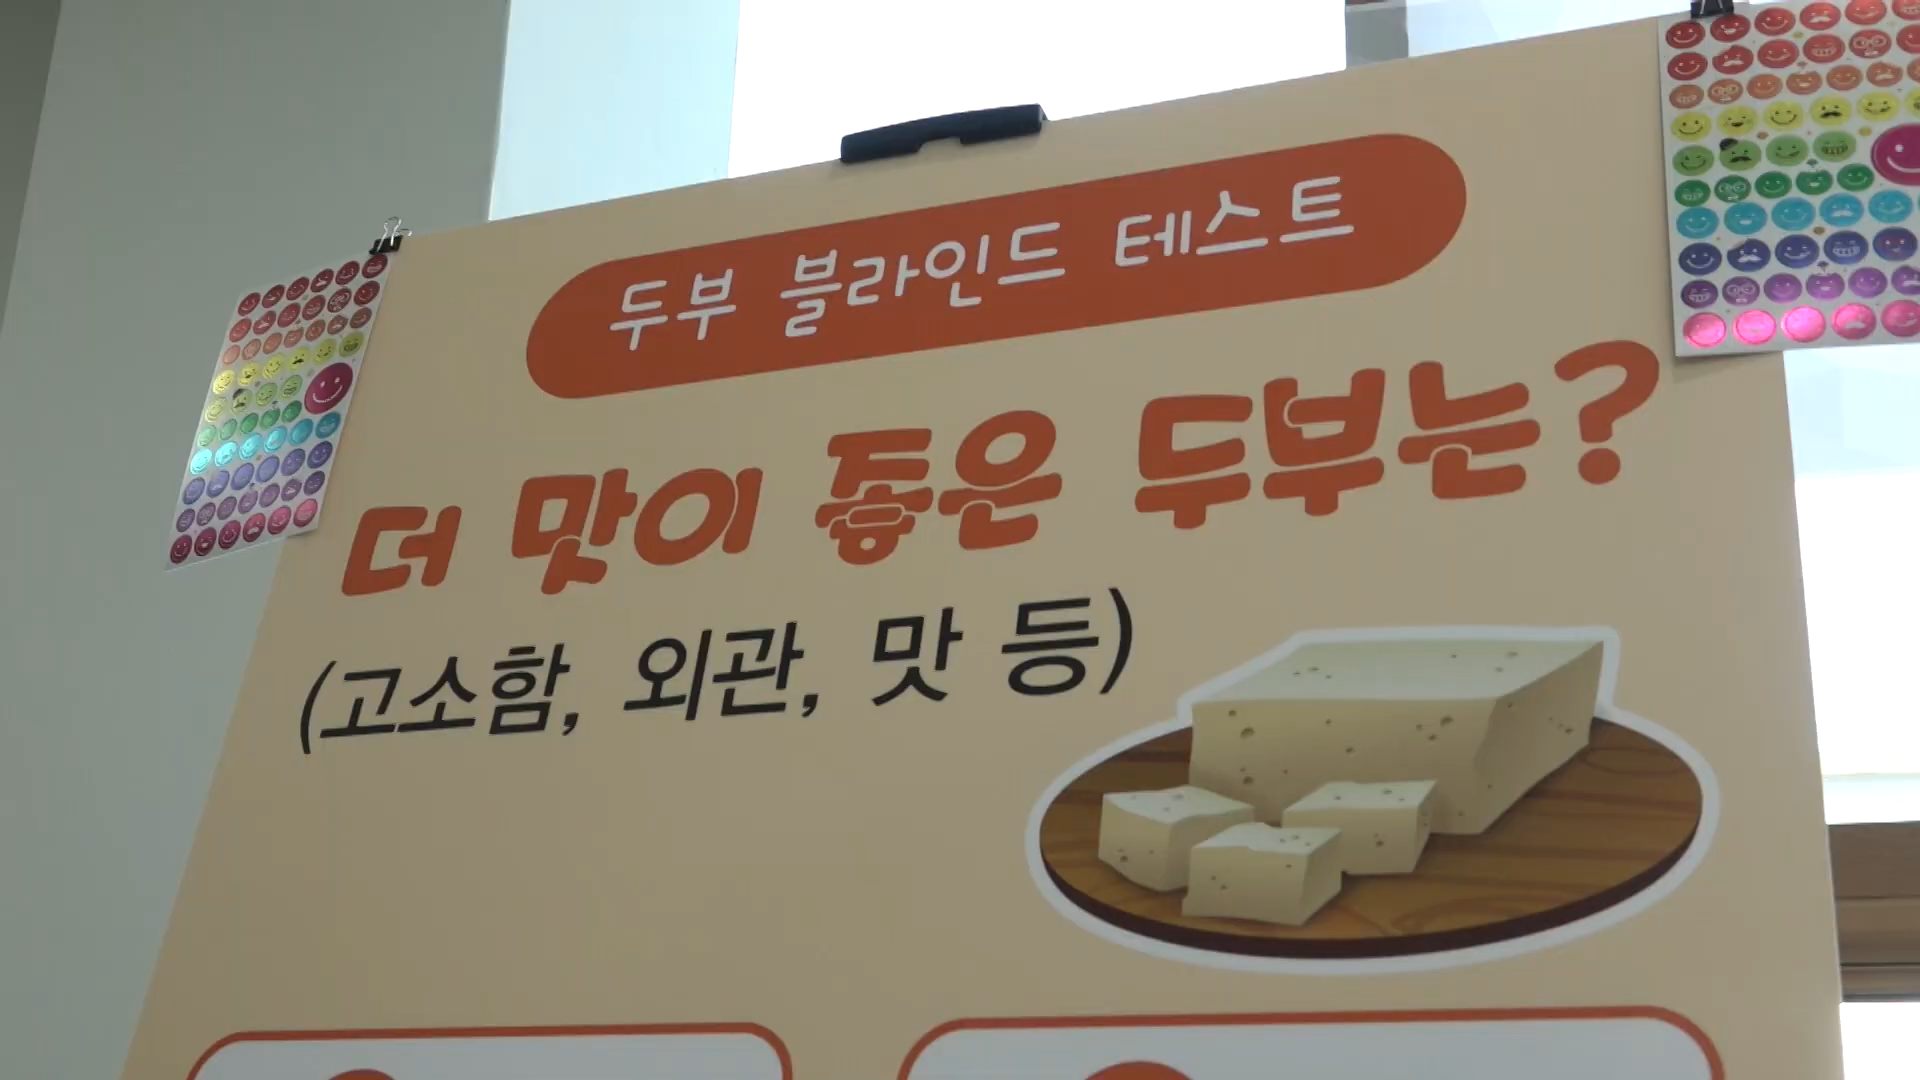 두부 블라인드 테스트
더 맛이 좋은 두부는?
(고소함, 외관, 맛 등)